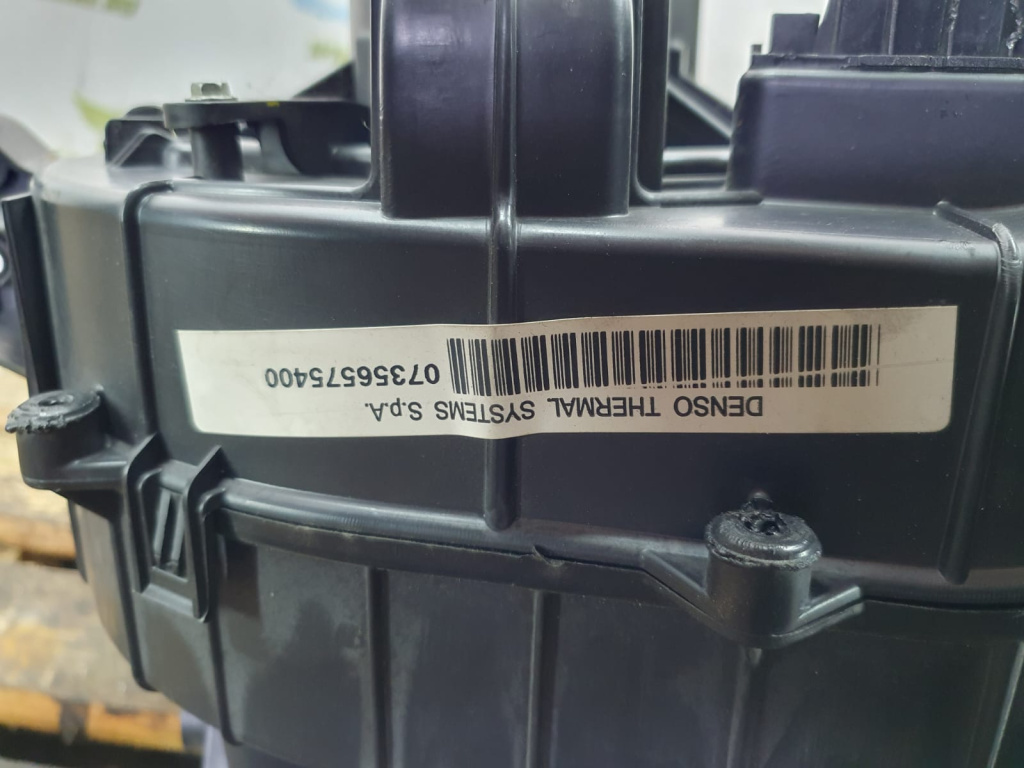 DENSO THERMAL SYSTEMS S.p.A.
07356575400